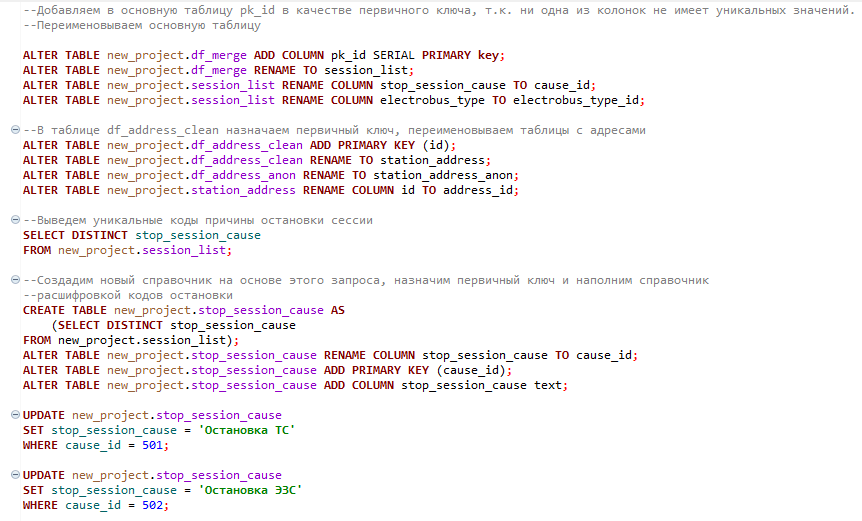 --Добавляем в основную таблицу pk_id в качестве первичного ключа, т.к. ни одна из колонок не имеет уникальных значений.
--Переименовываем основную таблицу
ALTER TABLE new_project.df_merge ADD COLUMN pk_id SERIAL PRIMARY key;
ALTER TABLE new_project.df_merge RENAME TO session_list;
ALTER TABLE new_project.session_list RENAME COLUMN stop_session_cause TO cause_id;
ALTER TABLE new_project.session_list RENAME COLUMN electrobus_type TO electrobus_type_id;
--В таблице df_address_clean назначаем первичный ключ, переименовываем таблицы с адресами
ALTER TABLE new_project.df_address_clean ADD PRIMARY KEY (id);
ALTER TABLE new_project.df_address_clean RENAME TO station_address;
ALTER TABLE new_project.df_address_anon RENAME TO station_address_anon;
ALTER TABLE new_project.station_address RENAME COLUMN id TO address_id;
--Выведем уникальные коды причины остановки сессии
SELECT DISTINCT stop_session_cause
FROM new_project.session_list;
--Создадим новый справочник на основе этого запроса, назначим первичный ключ и наполним справочник
--расшифровкой кодов остановки
CREATE TABLE new_project.stop_session_cause AS
(SELECT DISTINCT stop_session_cause
FROM new_project.session_list);
ALTER TABLE new_project.stop_session_cause RENAME COLUMN stop_session_cause TO cause_id;
ALTER TABLE new_project.stop_session_cause ADD PRIMARY KEY (cause_id);
ALTER TABLE new_project.stop_session_cause ADD COLUMN stop_session_cause text;
UPDATE new_project.stop_session_cause
SET stop_session_cause = 'Остановка ТС'
WHERE cause_id = 501;
UPDATE new_project.stop_session_cause
SET stop_session_cause = 'Остановка ЭЗС'
WHERE cause_id = 502;